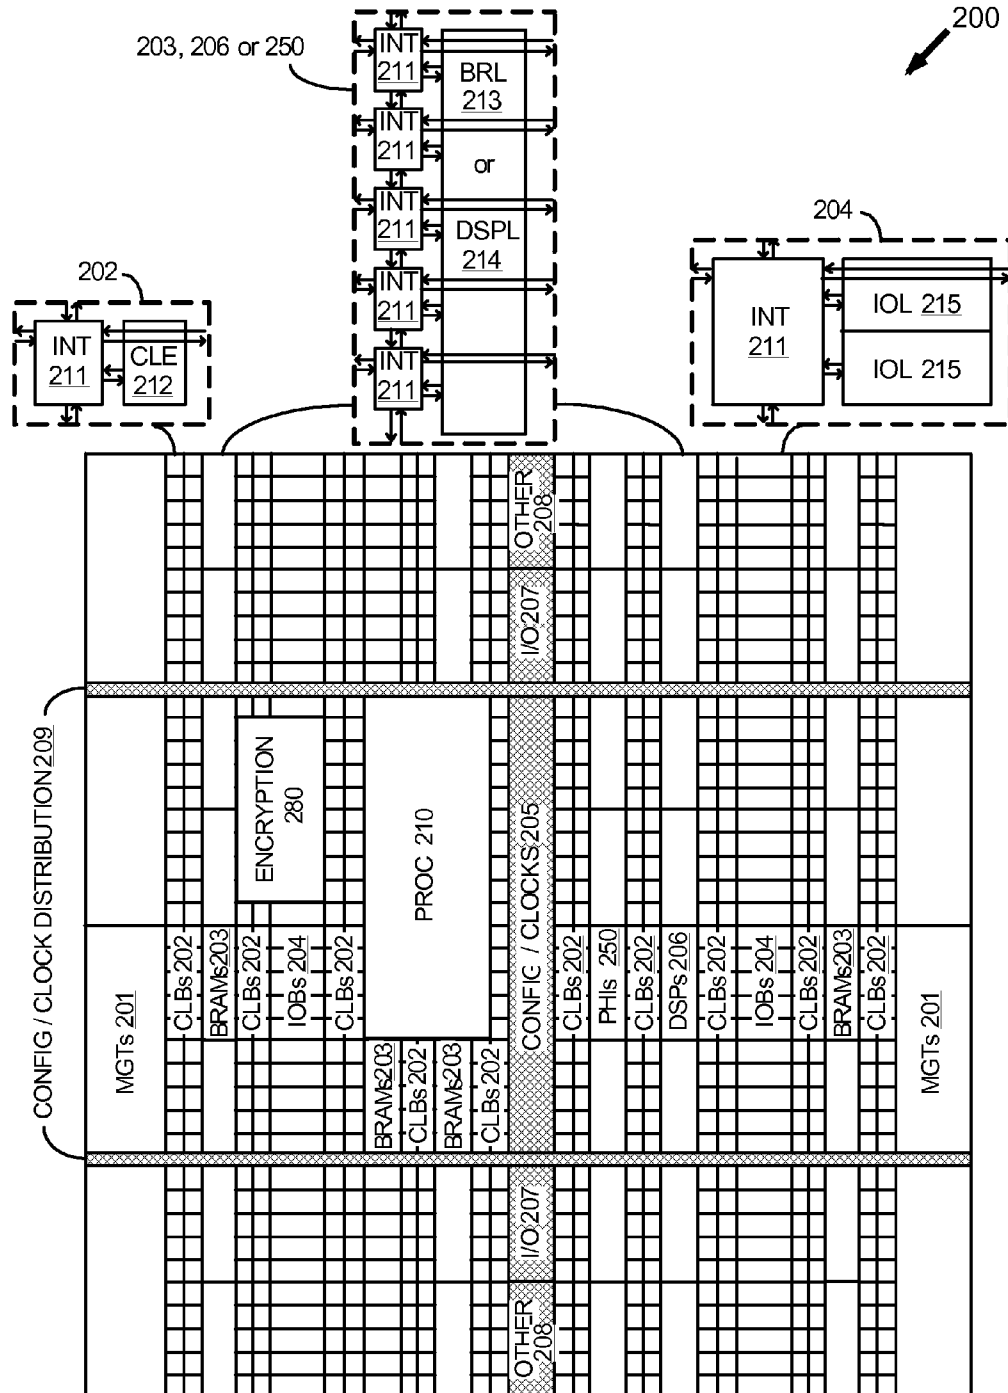 200
203, 206 or 250
INT
211
INT
211
INT
211
INT
211
INT
211
BRL
213
or
DSPL
214
204
INT
211
IOL 215
IOL 215
202
INT
211
CLE
212
CONFIG / CLOCK DISTRIBUTION 209
OTHER
208
I/O 207
ENCRYPTION
280
PROC 210
CONFIG / CLOCKS 205
MGTs 201
CLBs 202
BRAMs 203
CLBs 202
IOBs 204
CLBs 202
BRAMs 203
CLBs 202
BRAMs 203
CLBs 202
CLBs 202
PHIs 250
CLBs 202
DSPs 206
CLBs 202
IOBs 204
CLBs 202
BRAMs 203
CLBs 202
MGTs 201
I/O 207
OTHER
208